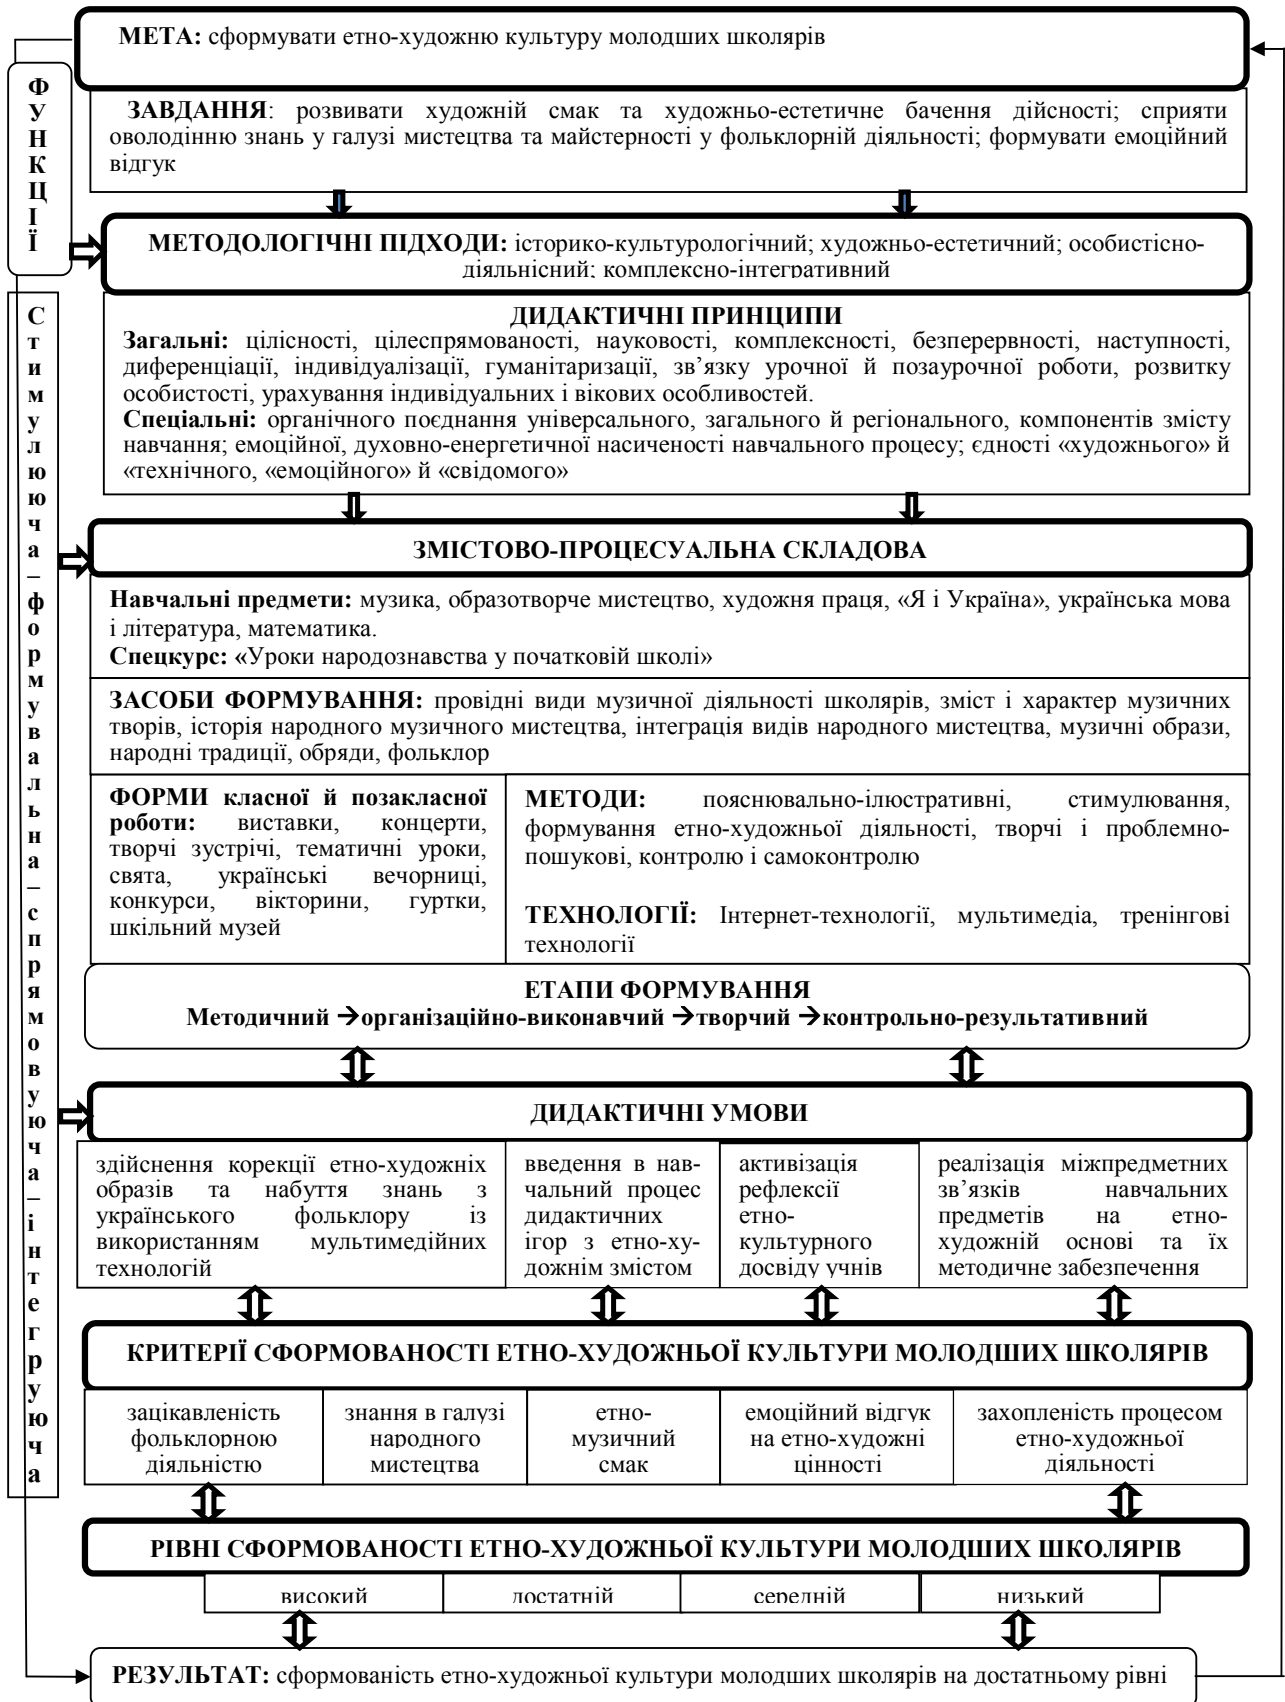 МЕТА: сформувати етно-художню культуру молодших школярів
ФУНКЦІЇ
ЗАВДАННЯ: розвивати художній смак та художньо-естетичне бачення дійсності; сприяти
оволодінню знань у галузі мистецтва та майстерності у фольклорній діяльності; формувати емоційний
відгук
МЕТОДОЛОГІЧНІ ПІДХОДИ: історико-культурологічний; художньо-естетичний; особистісно-
діяльнісний; комплексно-інтегративний
Стимулююча – формувальна – спрямовуюча – інтегруюча
ДИДАКТИЧНІ ПРИНЦИПИ
Загальні: цілісності, цілеспрямованості, науковості, комплексності, безперервності, наступності,
диференціації, індивідуалізації, гуманітаризації, зв’язку урочної й позаурочної роботи, розвитку
особистості, урахування індивідуальних і вікових особливостей.
Спеціальні: органічного поєднання універсального, загального й регіонального, компонентів змісту
навчання; емоційної, духовно-енергетичної насиченості навчального процесу; єдності «художнього» й
«технічного, «емоційного» й «свідомого»
ЗМІСТОВО-ПРОЦЕСУАЛЬНА СКЛАДОВА
Навчальні предмети: музика, образотворче мистецтво, художня праця, «Я і Україна», українська мова
і література, математика.
Спецкурс: «Уроки народознавства у початковій школі»
ЗАСОБИ ФОРМУВАННЯ: провідні види музичної діяльності школярів, зміст і характер музичних
творів, історія народного музичного мистецтва, інтеграція видів народного мистецтва, музичні образи,
народні традиції, обряди, фольклор
ФОРМИ класної й позакласної
роботи: виставки, концерти,
творчі зустрічі, тематичні уроки,
свята, українські вечорниці,
конкурси, вікторини, гуртки,
шкільний музей
МЕТОДИ: пояснювально-ілюстративні, стимулювання,
формування етно-художньої діяльності, творчі і проблемно-
пошукові, контролю і самоконтролю
ТЕХНОЛОГІЇ: Інтернет-технології, мультимедіа, тренінгові
технології
ЕТАПИ ФОРМУВАННЯ
Методичний →організаційно-виконавчий →творчий →контрольно-результативний
ДИДАКТИЧНІ УМОВИ
здійснення корекції етно-художніх
образів та набуття знань з
українського фольклору із
використанням мультимедійних
технологій
введення в нав-
чальний процес
дидактичних
ігор з етно-ху-
дожнім змістом
активізація
рефлексії
етно-
культурного
досвіду учнів
реалізація міжпредметних
зв’язків навчальних
предметів на етно-
художній основі та їх
методичне забезпечення
КРИТЕРІЇ СФОРМОВАНОСТІ ЕТНО-ХУДОЖНЬОЇ КУЛЬТУРИ МОЛОДШИХ ШКОЛЯРІВ
зацікавленість
фольклорною
діяльністю
знання в галузі
народного
мистецтва
етно-
музичний
смак
емоційний відгук
на етно-художні
цінності
захопленість процесом
етно-художньої
діяльності
РІВНІ СФОРМОВАНОСТІ ЕТНО-ХУДОЖНЬОЇ КУЛЬТУРИ МОЛОДШИХ ШКОЛЯРІВ
високий
достатній
середній
низький
РЕЗУЛЬТАТ: сформованість етно-художньої культури молодших школярів на достатньому рівні